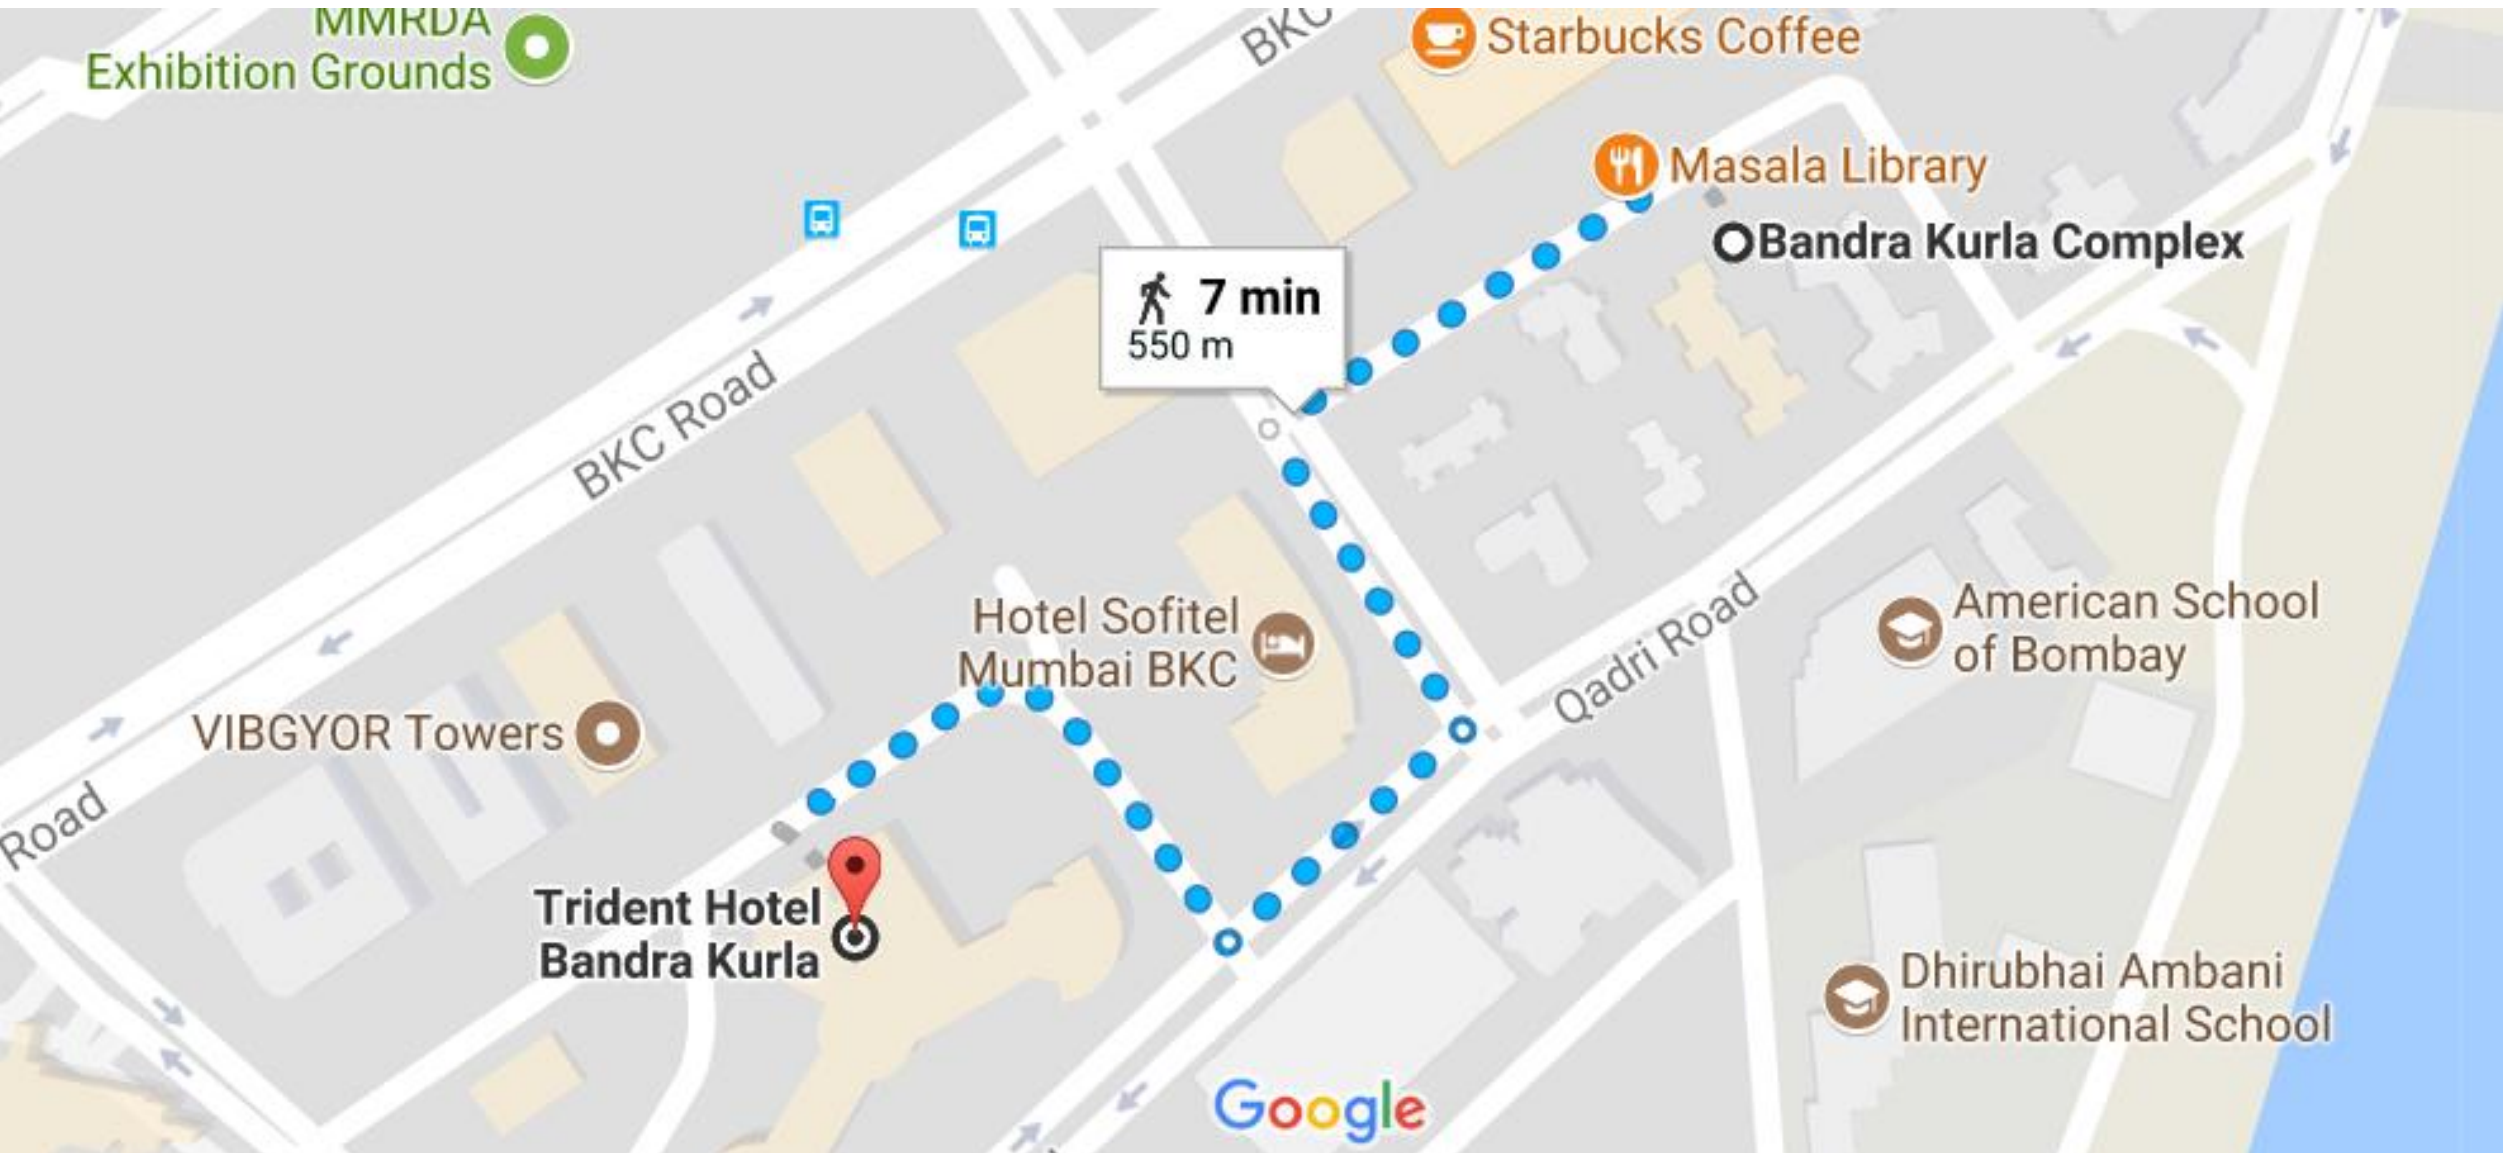 MMRDA
Exhibition Grounds
BKC
Starbucks Coffee
Masala Library
Bandra Kurla Complex
7 min
550 m
BKC Road
Hotel Sofitel
Mumbai BKC
American School
of Bombay
Qadri Road
VIBGYOR Towers
Road
Trident Hotel
Bandra Kurla
Dhirubhai Ambani
International School
Google